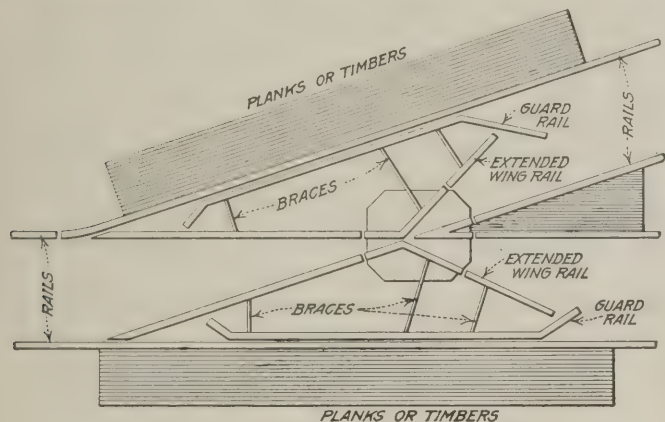 PLANKS OR TIMBERS
GUARD
RAIL
RAILS
EXTENDED
WING RAIL
BRACES
RAILS
EXTENDED
WING RAIL
BRACES
GUARD
RAIL
PLANKS OR TIMBERS